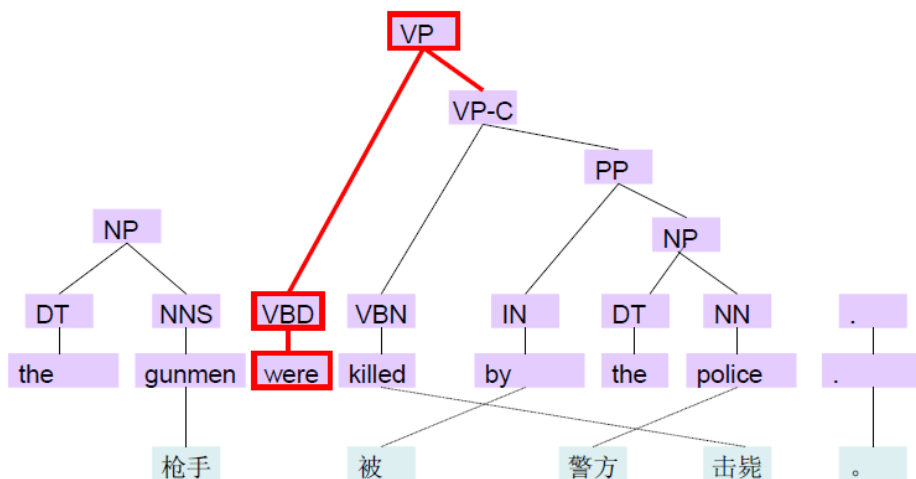 VP
VP-C
PP
NP NP
DT NNS VBD VBN IN DT NN .
the gunmen were killed by the police .
枪手 被 警方 击毙 。